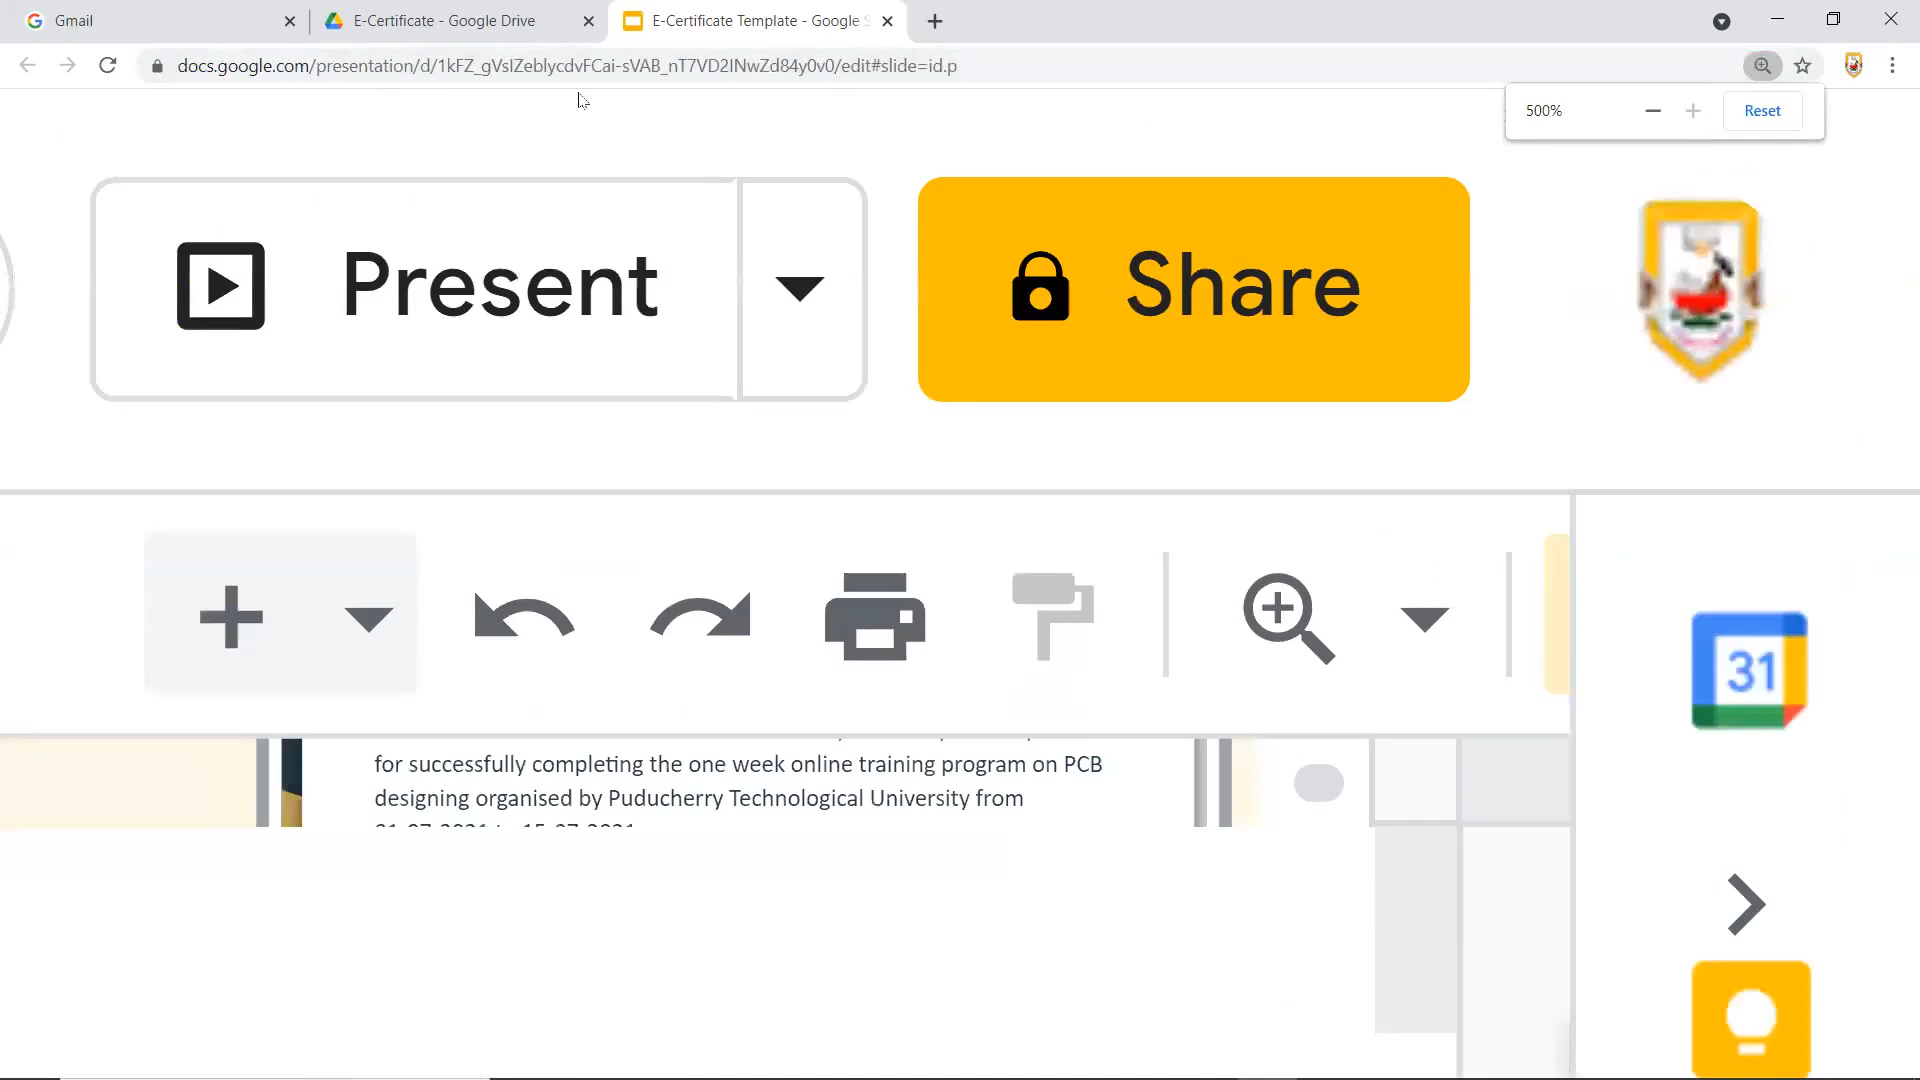 Gmail
E-Certificate - Google Drive
E-Certificate Template - Google S
docs.google.com/presentation/d/1kFZ_gVsIZeblycdvFCai-sVAB_nT7VD2INwZd84y0v0/edit#slide=id.p
500%
Reset
Present
Share
31
for successfully completing the one week online training program on PCB
designing organised by Puducherry Technological University from